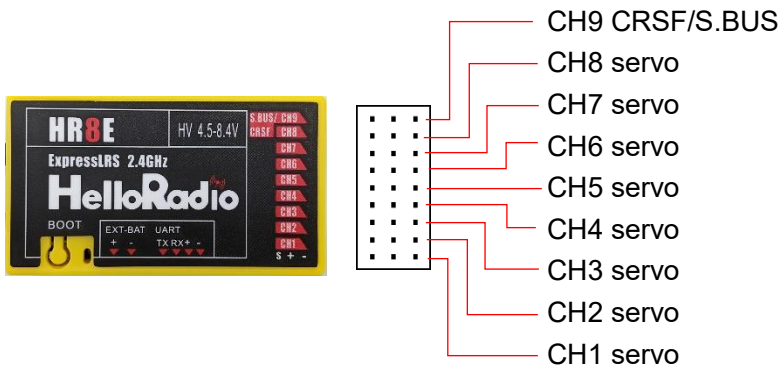 HR8E
HV 4.5-8.4V
ExpressLRS 2.4GHz
HelloRadio
BOOT
EXT-BAT UART
+ - TX RX + -
S.BUS/ CH9
CRSF CH8
CH7
CH6
CH5
CH4
CH3
CH2
CH1
S + -
CH9 CRSF/S.BUS
CH8 servo
CH7 servo
CH6 servo
CH5 servo
CH4 servo
CH3 servo
CH2 servo
CH1 servo